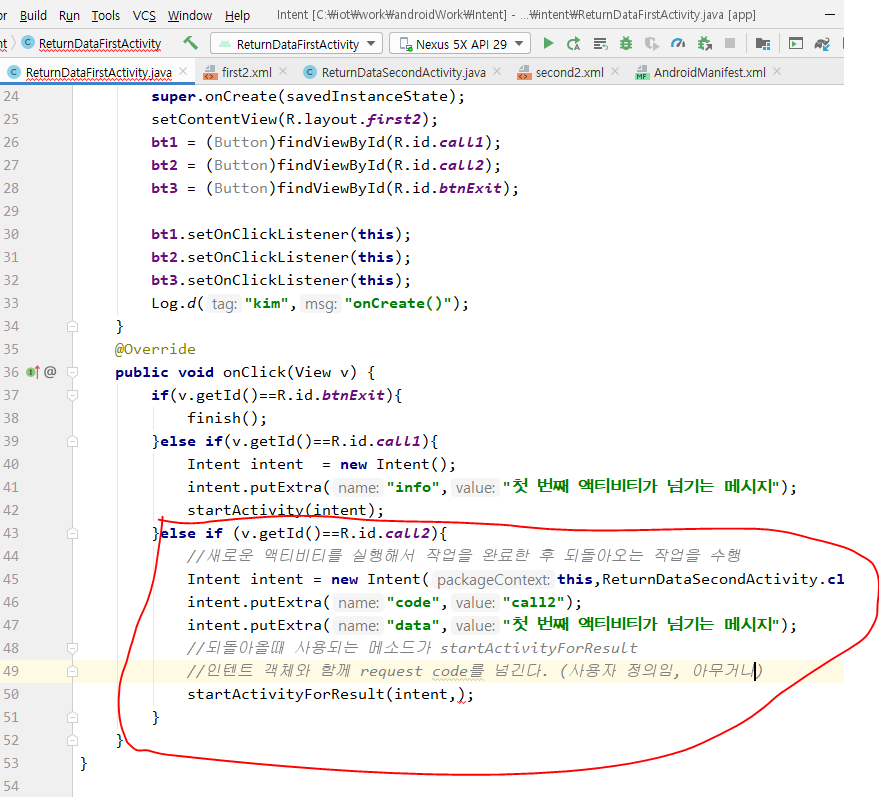 or Build Run Tools VCS Window Help Intent [C:₩iot₩work₩androidWork₩Intent] - ...₩intent₩ReturnDataFirstActivity.java [app]
nt ReturnDataFirstActivity ReturnDataFirstActivity Nexus 5X API 29
ReturnDataFirstActivity.java first2.xml ReturnDataSecondActivity.java second2.xml AndroidManifest.xml
24 super.onCreate(savedInstanceState);
25 setContentView(R.layout.first2);
26 bt1 = (Button)findViewById(R.id.call1);
27 bt2 = (Button)findViewById(R.id.call2);
28 bt3 = (Button)findViewById(R.id.btnExit);
29
30 bt1.setOnClickListener(this);
31 bt2.setOnClickListener(this);
32 bt3.setOnClickListener(this);
33 Log.d( tag: "kim", msg: "onCreate()");
34 }
35 @Override
36 @ public void onClick(View v) {
37 if(v.getId()==R.id.btnExit){
38 finish();
39 }else if(v.getId()==R.id.call1){
40 Intent intent  = new Intent();
41 intent.putExtra( name: "info", value: "첫 번째 액티비티가 넘기는 메시지");
42 startActivity(intent);
43 }else if (v.getId()==R.id.call2){
44 //새로운 액티비티를 실행해서 작업을 완료한 후 되돌아오는 작업을 수행
45 Intent intent = new Intent( packageContext: this,ReturnDataSecondActivity.cl
46 intent.putExtra( name: "code", value: "call2");
47 intent.putExtra( name: "data", value: "첫 번째 액티비티가 넘기는 메시지");
48 //되돌아올때 사용되는 메소드가 startActivityForResult
49 //인텐트 객체와 함께 request code를 넘긴다. (사용자 정의임, 아무거나)
50 startActivityForResult(intent,);
51 }
52 }
53 }
54